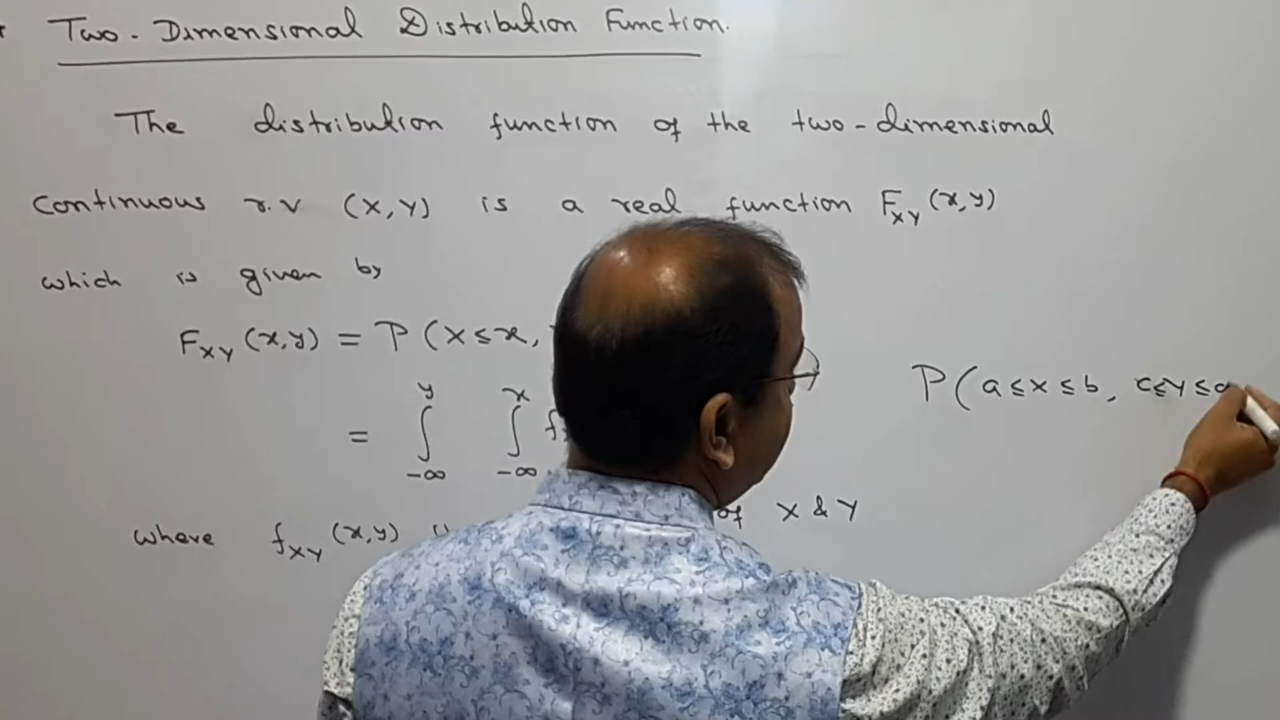 Two-Dimensional Distribution Function.
The distribution function of the two-dimensional
continuous r.v (X,Y) is a real function F_XY (x,y)
which is given by
F_XY (x,y) = P (X ≤ x,
= ∫_{-∞}^{y} ∫_{-∞}^{x} f
P(a≤X≤b, c≤Y≤
where f_XY (x,y) of X & Y